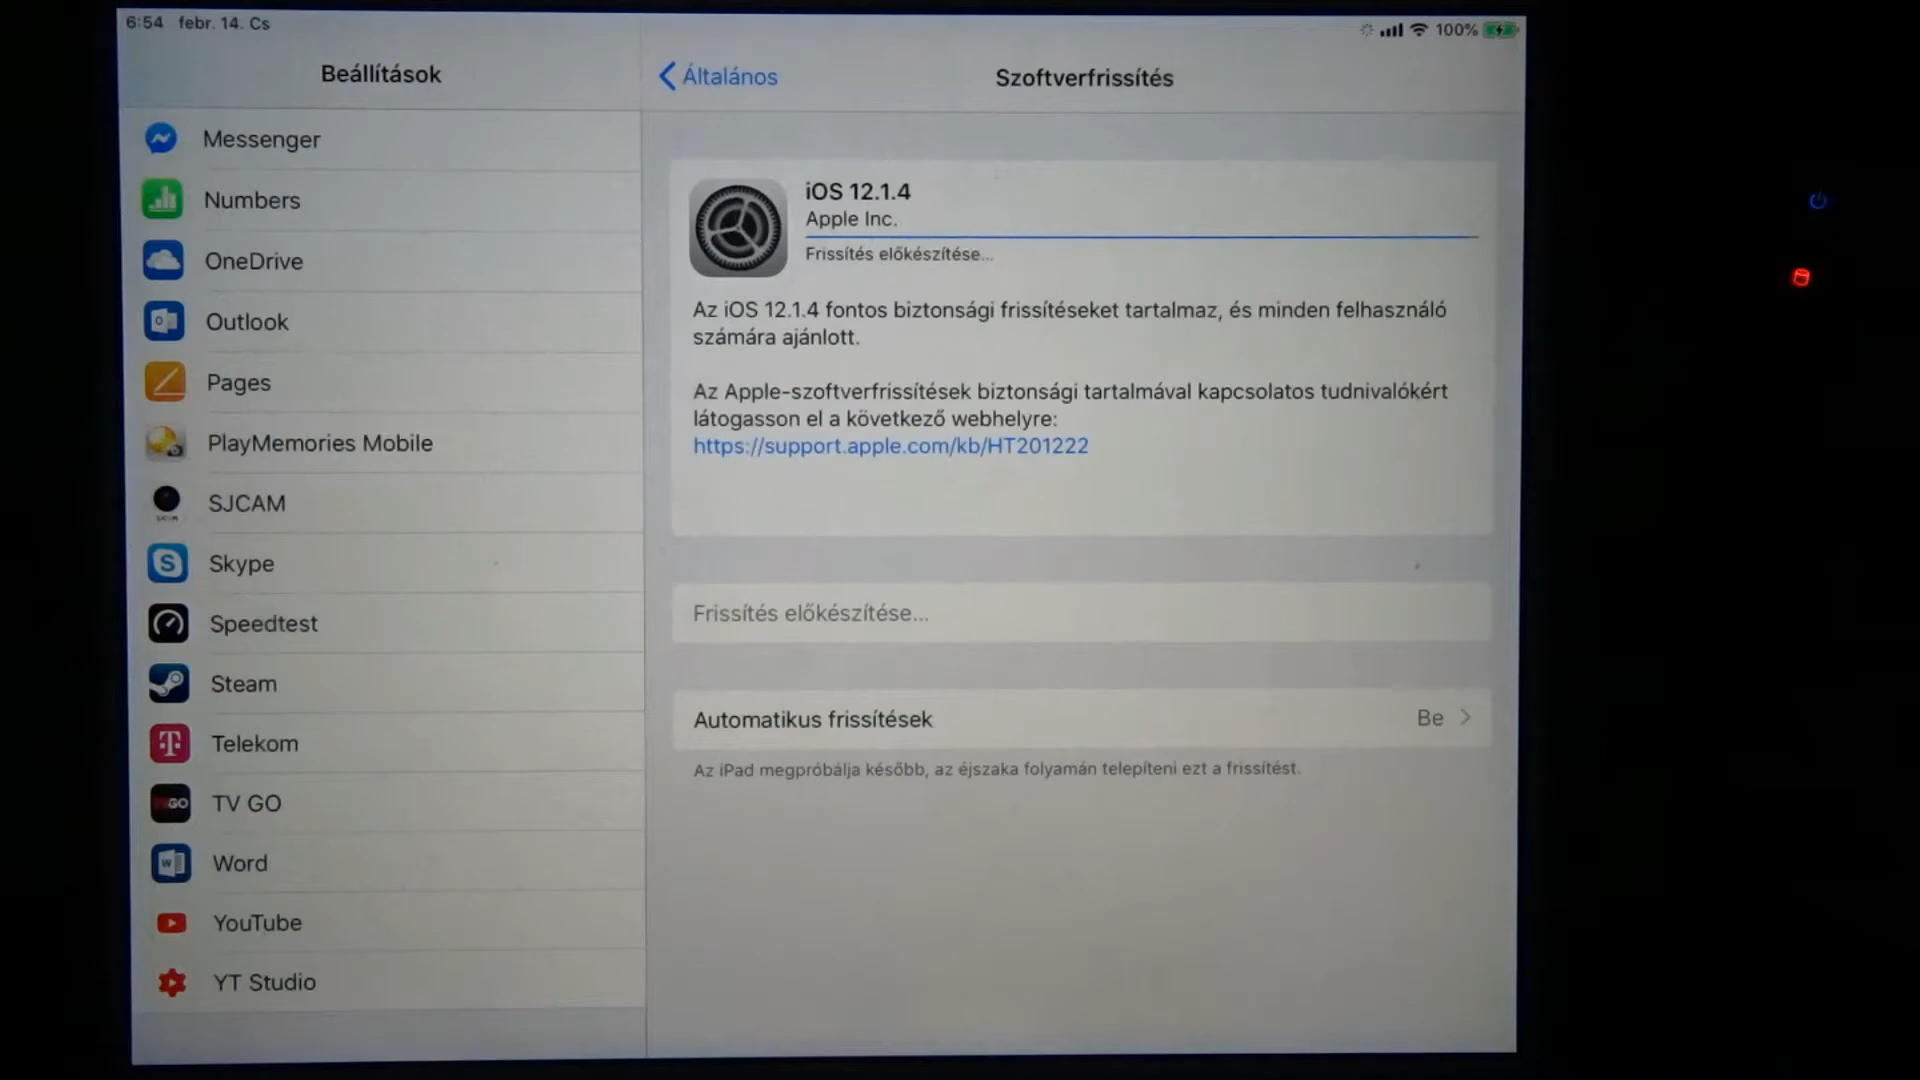 6:54 febr. 14. Cs
100%
Beállítások
Messenger
Numbers
OneDrive
Outlook
Pages
PlayMemories Mobile
SJCAM
Skype
Speedtest
Steam
Telekom
TV GO
Word
YouTube
YT Studio
Általános
Szoftverfrissítés
iOS 12.1.4
Apple Inc.
Frissítés előkészítése...
Az iOS 12.1.4 fontos biztonsági frissítéseket tartalmaz, és minden felhasználó
számára ajánlott.
Az Apple-szoftverfrissítések biztonsági tartalmával kapcsolatos tudnivalókért
látogasson el a következő webhelyre:
https://support.apple.com/kb/HT201222
Frissítés előkészítése...
Automatikus frissítések Be
Az iPad megpróbálja később, az éjszaka folyamán telepíteni ezt a frissítést.